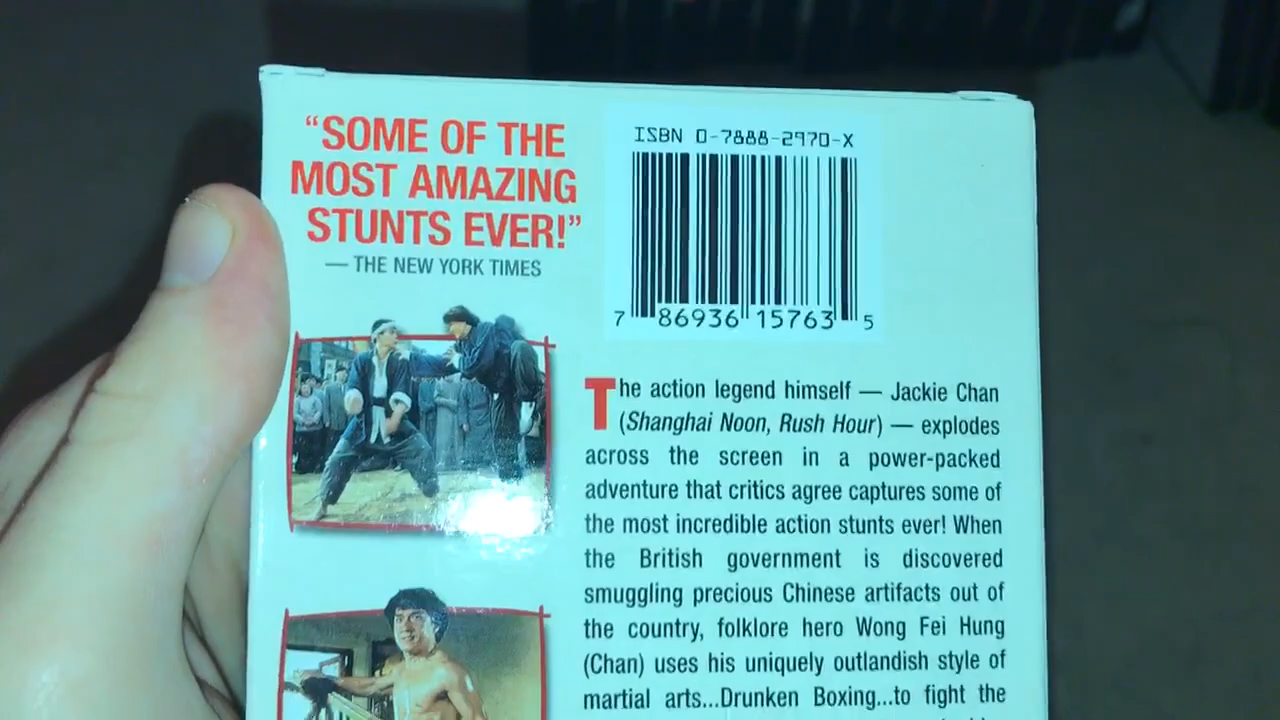 “SOME OF THE
MOST AMAZING
STUNTS EVER!”
— THE NEW YORK TIMES
ISBN 0-7888-2970-X
7 86936 15763 5
The action legend himself — Jackie Chan
(Shanghai Noon, Rush Hour) — explodes
across the screen in a power-packed
adventure that critics agree captures some of
the most incredible action stunts ever! When
the British government is discovered
smuggling precious Chinese artifacts out of
the country, folklore hero Wong Fei Hung
(Chan) uses his uniquely outlandish style of
martial arts...Drunken Boxing...to fight the